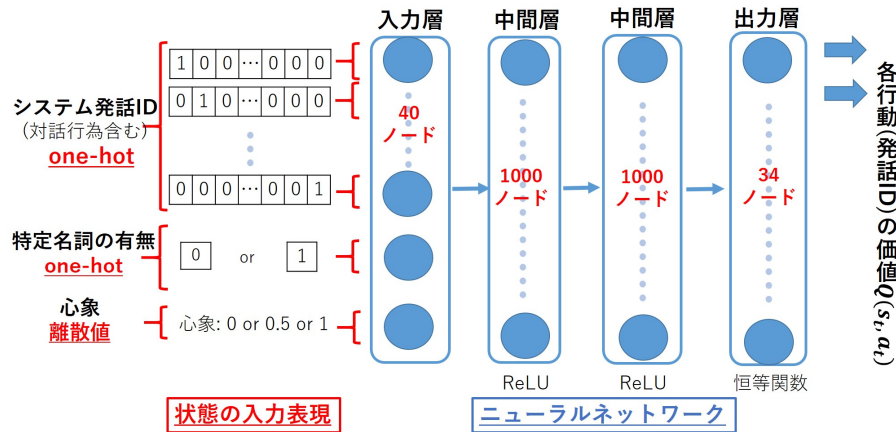 入力層
中間層
中間層
出力層
システム発話ID
(対話行為含む)
one-hot
1 0 0 … 0 0 0
0 1 0 … 0 0 0
0 0 0 … 0 0 1
40
ノード
1000
ノード
1000
ノード
34
ノード
特定名詞の有無
one-hot
0 or 1
心象
離散値
心象: 0 or 0.5 or 1
ReLU
ReLU
恒等関数
各行動(発話ID)の価値Q(s_t, a_t)
状態の入力表現
ニューラルネットワーク